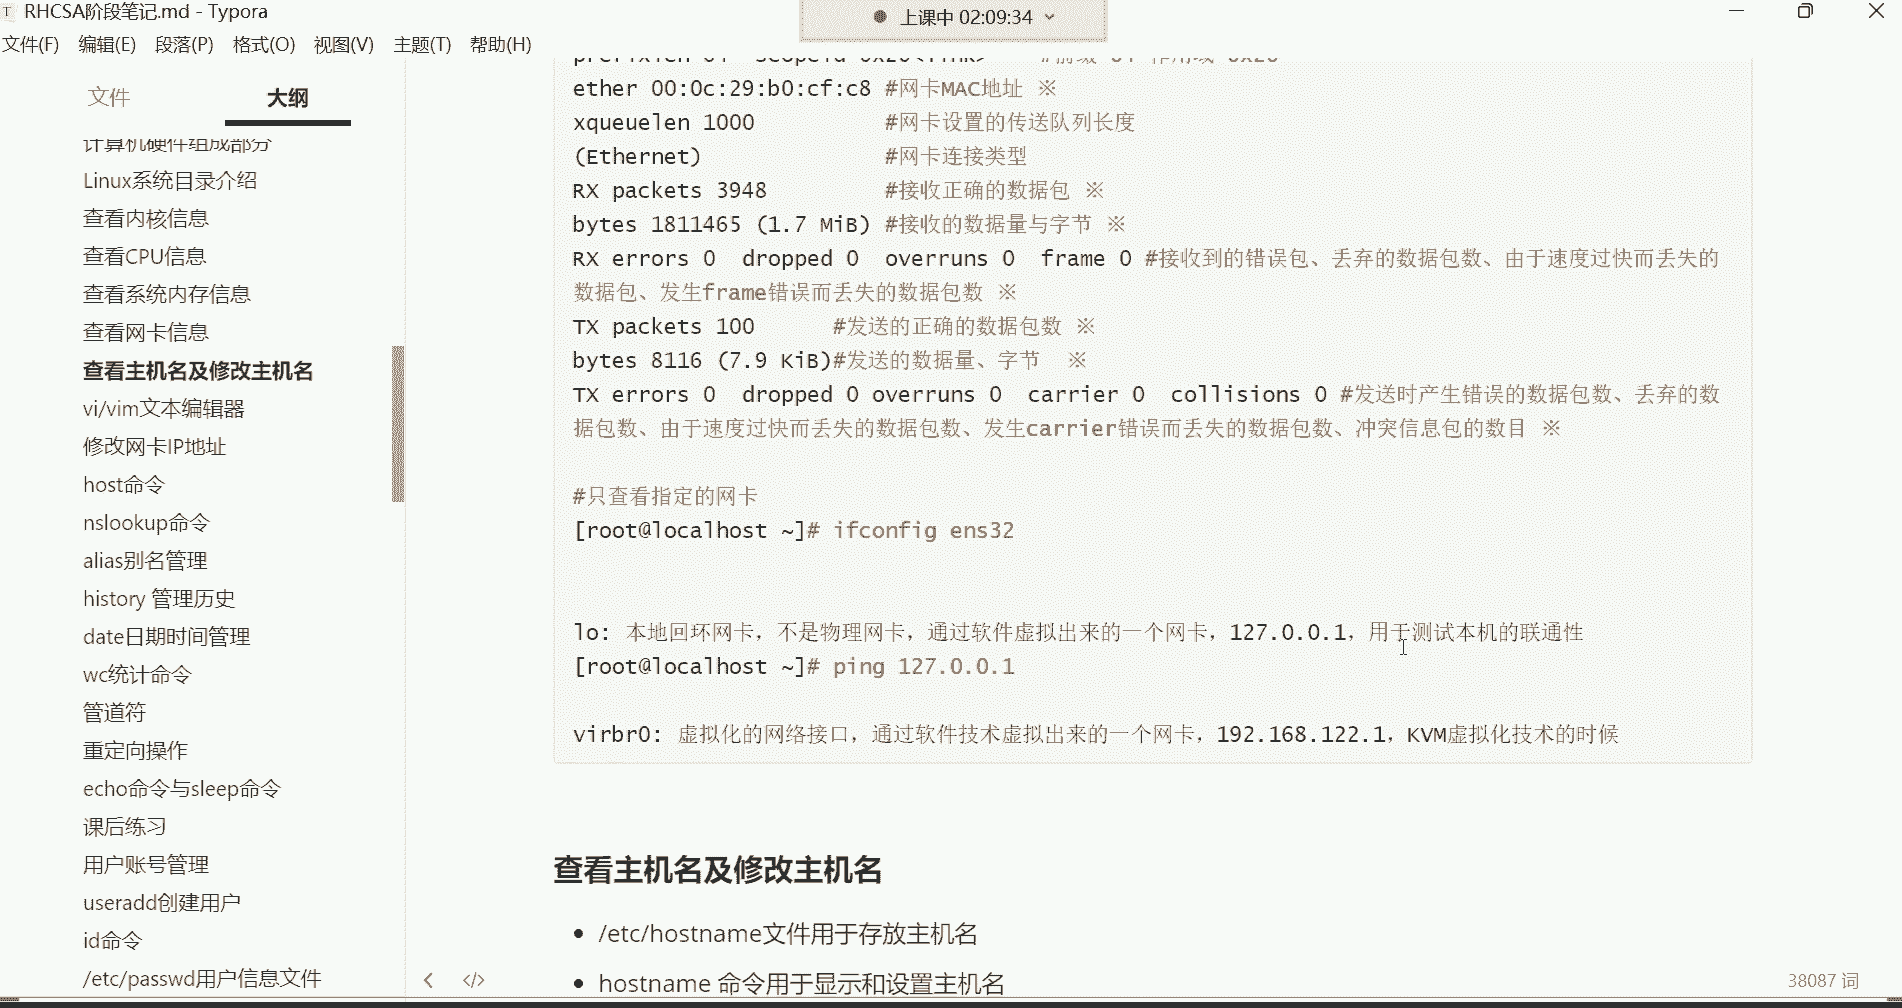 RHCSA阶段笔记.md - Typora
上课中 02:09:34
文件(F) 编辑(E) 段落(P) 格式(O) 视图(V) 主题(T) 帮助(H)
文件 大纲
计算机硬件组成部分
Linux系统目录介绍
查看内核信息
查看CPU信息
查看系统内存信息
查看网卡信息
查看主机名及修改主机名
vi/vim文本编辑器
修改网卡IP地址
host命令
nslookup命令
alias别名管理
history 管理历史
date日期时间管理
wc统计命令
管道符
重定向操作
echo命令与sleep命令
课后练习
用户账号管理
useradd创建用户
id命令
/etc/passwd用户信息文件
ether 00:0c:29:b0:cf:c8 #网卡MAC地址 ※
xqueuelen 1000 #网卡设置的传送队列长度
(Ethernet) #网卡连接类型
RX packets 3948 #接收正确的数据包 ※
bytes 1811465 (1.7 MiB) #接收的数据量与字节 ※
RX errors 0 dropped 0 overruns 0 frame 0 #接收到的错误包、丢弃的数据包数、由于速度过快而丢失的
数据包、发生frame错误而丢失的数据包数 ※
TX packets 100 #发送的正确的数据包数 ※
bytes 8116 (7.9 KiB)#发送的数据量、字节 ※
TX errors 0 dropped 0 overruns 0 carrier 0 collisions 0 #发送时产生错误的数据包数、丢弃的数
据包数、由于速度过快而丢失的数据包数、发生carrier错误而丢失的数据包数、冲突信息包的数目 ※
#只查看指定的网卡
[root@localhost ~]# ifconfig ens32
lo: 本地回环网卡，不是物理网卡，通过软件虚拟出来的一个网卡，127.0.0.1，用于测试本机的联通性
[root@localhost ~]# ping 127.0.0.1
virbr0: 虚拟化的网络接口，通过软件技术虚拟出来的一个网卡，192.168.122.1，KVM虚拟化技术的时候
查看主机名及修改主机名
• /etc/hostname文件用于存放主机名
• hostname 命令用于显示和设置主机名
38087 词